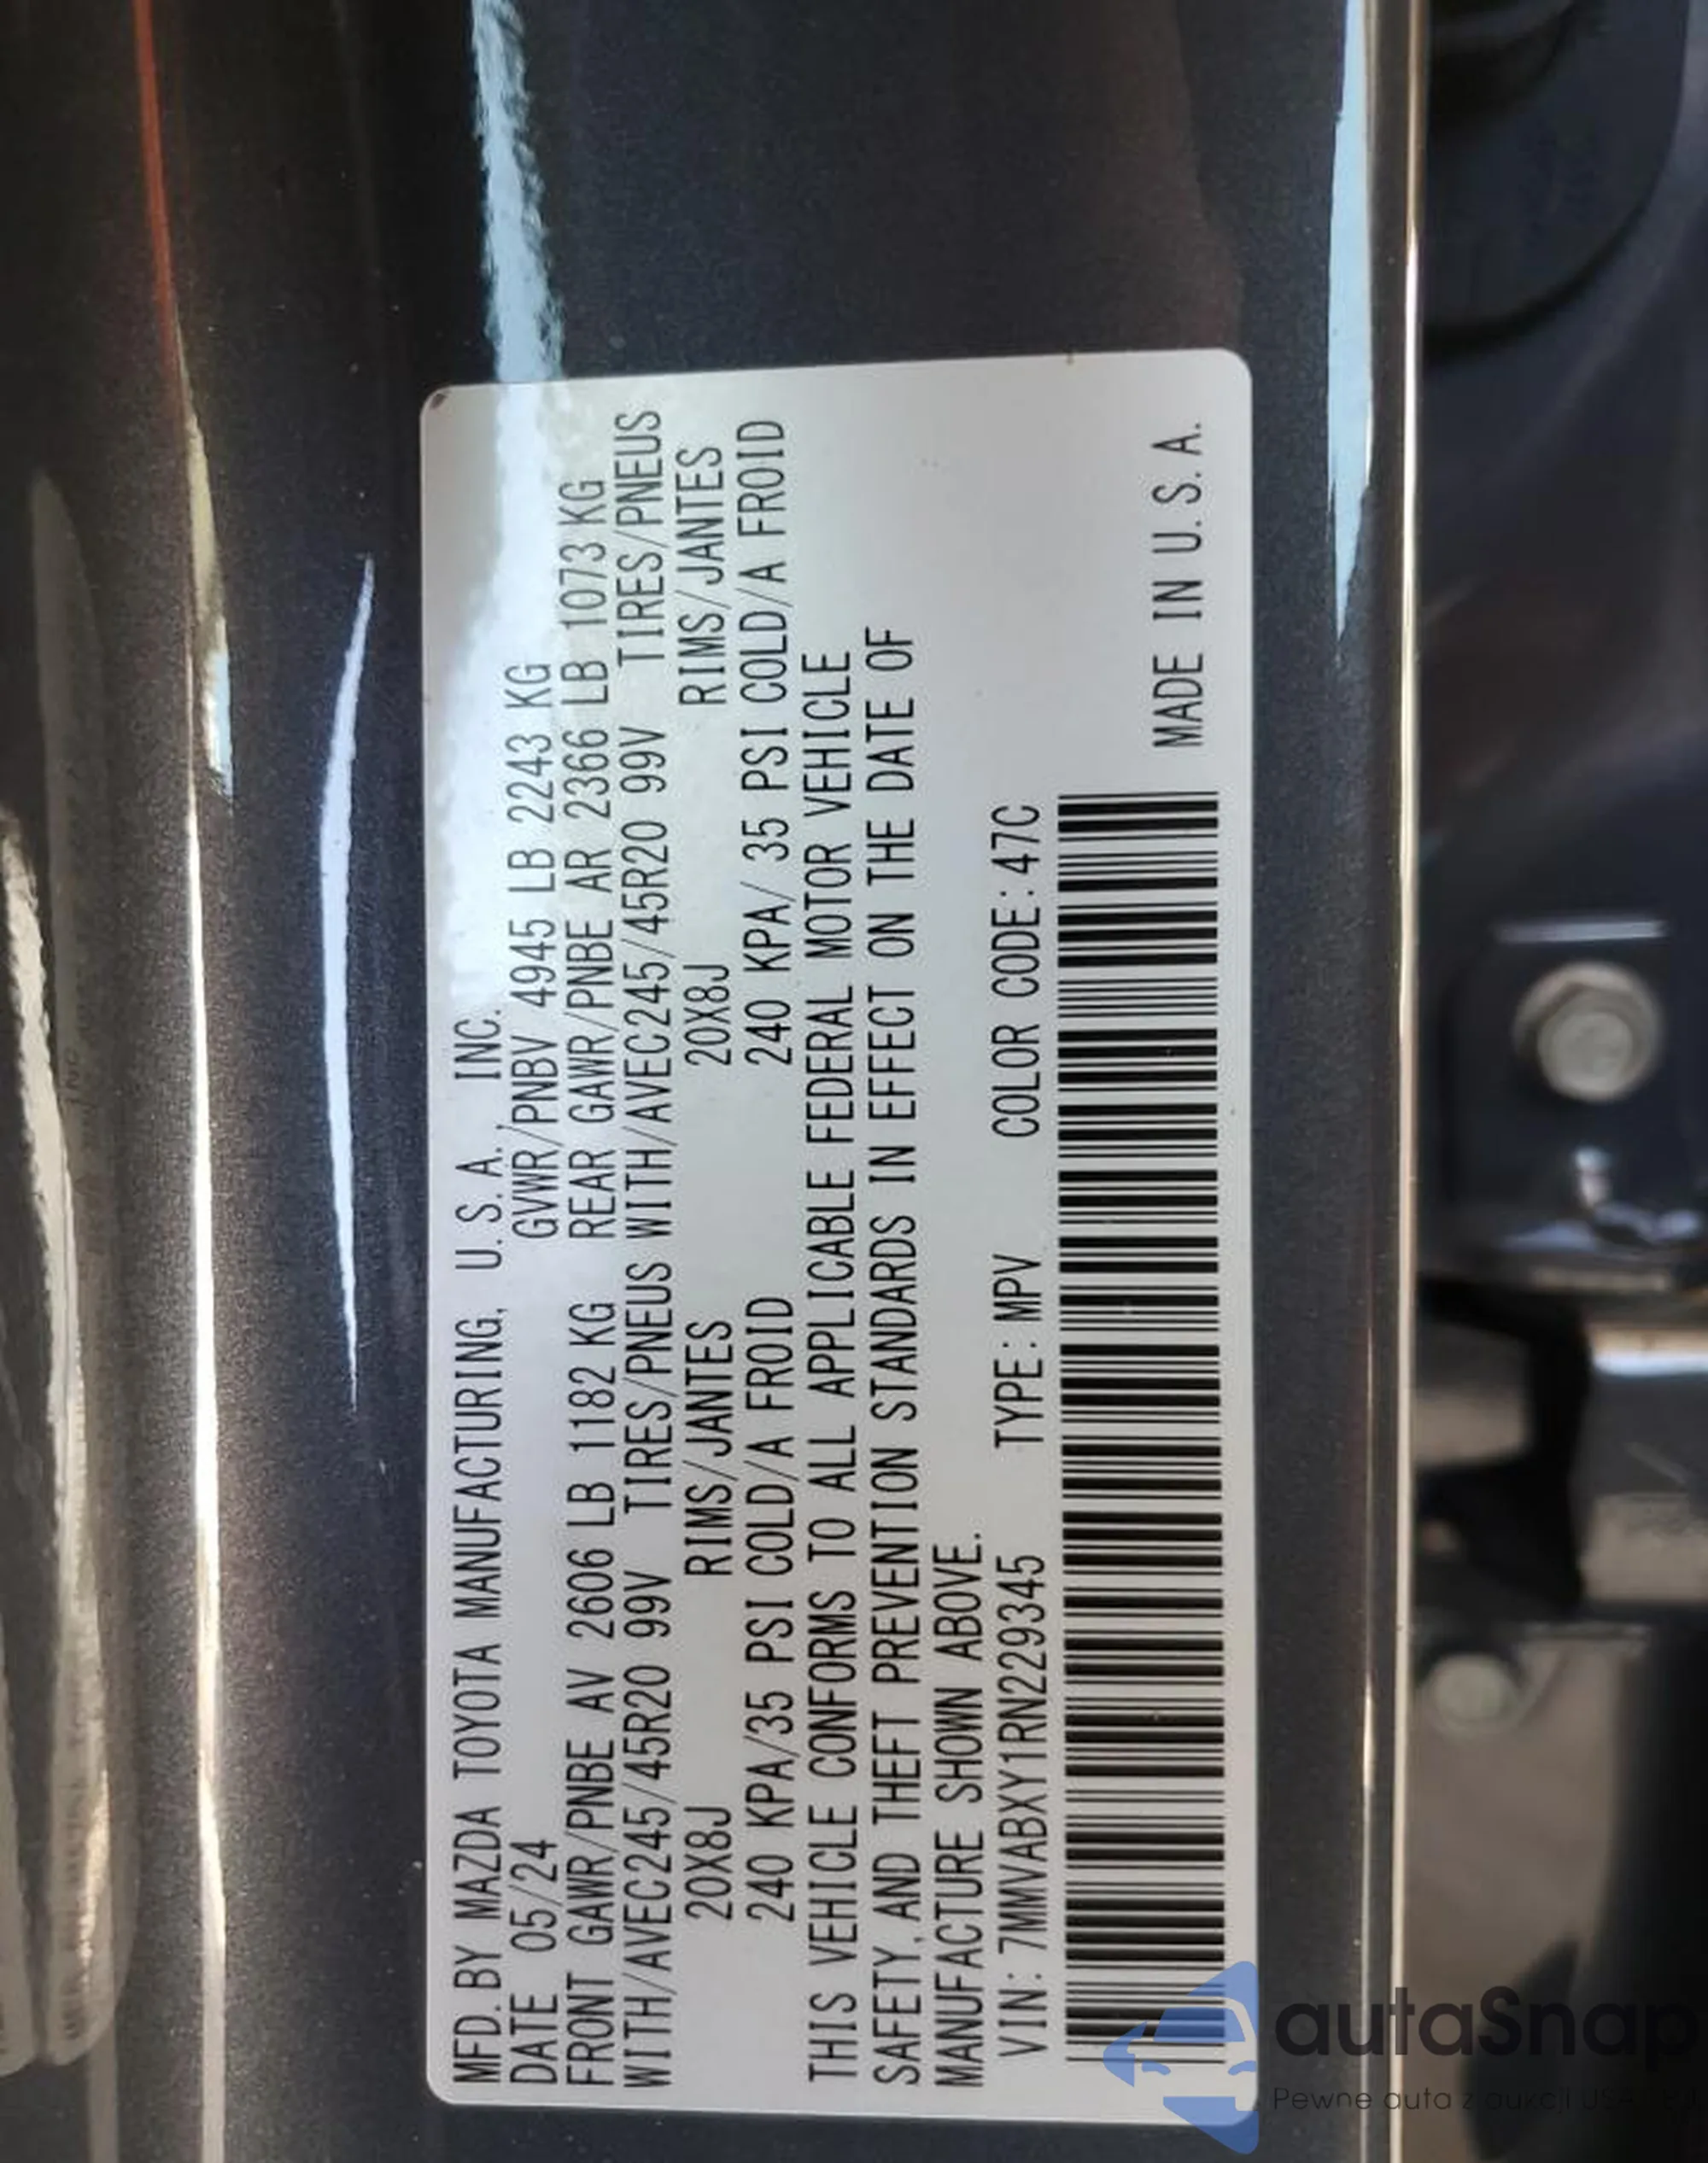 MFD. BY MAZDA TOYOTA MANUFACTURING, U.S.A., INC.
DATE 05/24 GVWR/PNBV 4945 LB 2243 KG
FRONT GAWR/PNBE AV 2606 LB 1182 KG REAR GAWR/PNBE AR 2366 LB 1073 KG
WITH/AVEC245/45R20 99V TIRES/PNEUS WITH/AVEC245/45R20 99V TIRES/PNEUS
20X8J RIMS/JANTES 20X8J RIMS/JANTES
240 KPA/35 PSI COLD/A FROID 240 KPA/ 35 PSI COLD/A FROID
THIS VEHICLE CONFORMS TO ALL APPLICABLE FEDERAL MOTOR VEHICLE
SAFETY, AND THEFT PREVENTION STANDARDS IN EFFECT ON THE DATE OF
MANUFACTURE SHOWN ABOVE.
VIN: 7MMVABXY1RN229345 TYPE: MPV COLOR CODE: 47C
MADE IN U.S.A.
autaSnap
Pewne auta z aukcji